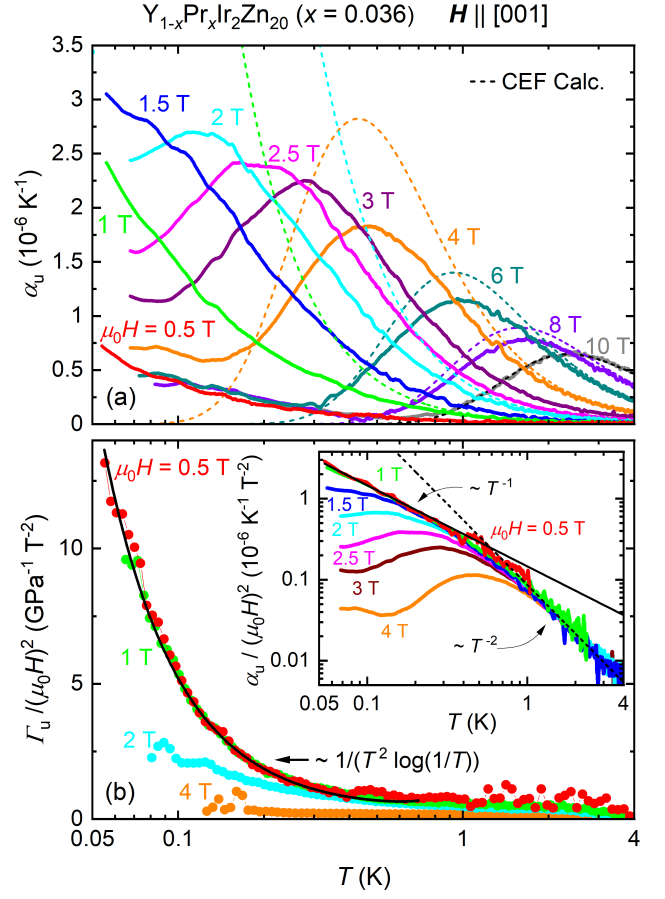 Y₁₋ₓPrₓIr₂Zn₂₀ (x = 0.036) H || [001]
3.5
3
2.5
2
1.5
1
0.5
0
αᵤ (10⁻⁶ K⁻¹)
CEF Calc.
1.5 T
2 T
2.5 T
3 T
4 T
1 T
6 T
8 T
10 T
μ₀H = 0.5 T
(a)
10
5
0
Γᵤ /(μ₀H)² (GPa⁻¹ T⁻²)
μ₀H = 0.5 T
1 T
2 T
4 T
(b)
~ 1/(T² log(1/T))
αᵤ / (μ₀H)² (10⁻⁶ K⁻¹ T⁻²)
1
0.1
0.01
1 T
1.5 T
2 T
2.5 T
3 T
4 T
~ T⁻¹
μ₀H = 0.5 T
~ T⁻²
0.05 0.1 1 4
T (K)
0.05 0.1 1 4
T (K)